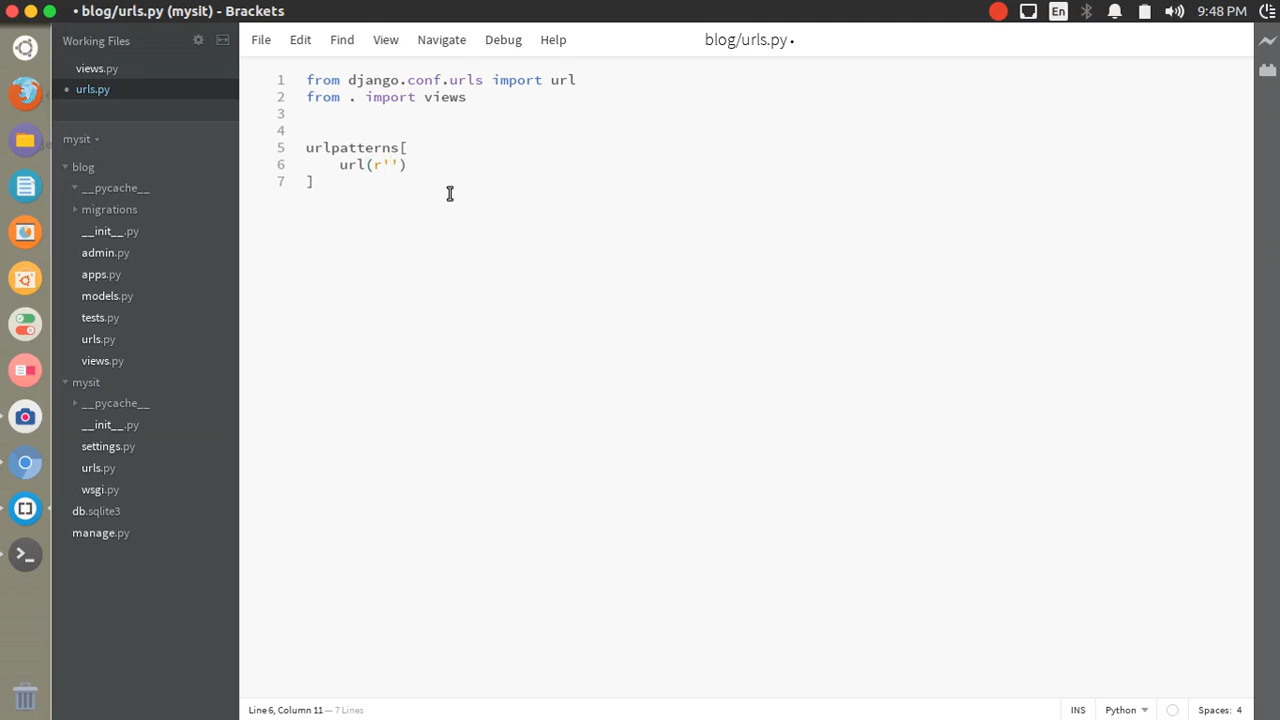 • blog/urls.py (mysit) - Brackets
En
9:48 PM
Working Files
views.py
• urls.py
mysit
blog
__pycache__
migrations
__init__.py
admin.py
apps.py
models.py
tests.py
urls.py
views.py
mysit
__pycache__
__init__.py
settings.py
urls.py
wsgi.py
db.sqlite3
manage.py
File Edit Find View Navigate Debug Help
blog/urls.py •
1 from django.conf.urls import url
2 from . import views
3
4
5 urlpatterns[
6 url(r'')
7 ]
Line 6, Column 11 — 7 Lines
INS Python Spaces: 4